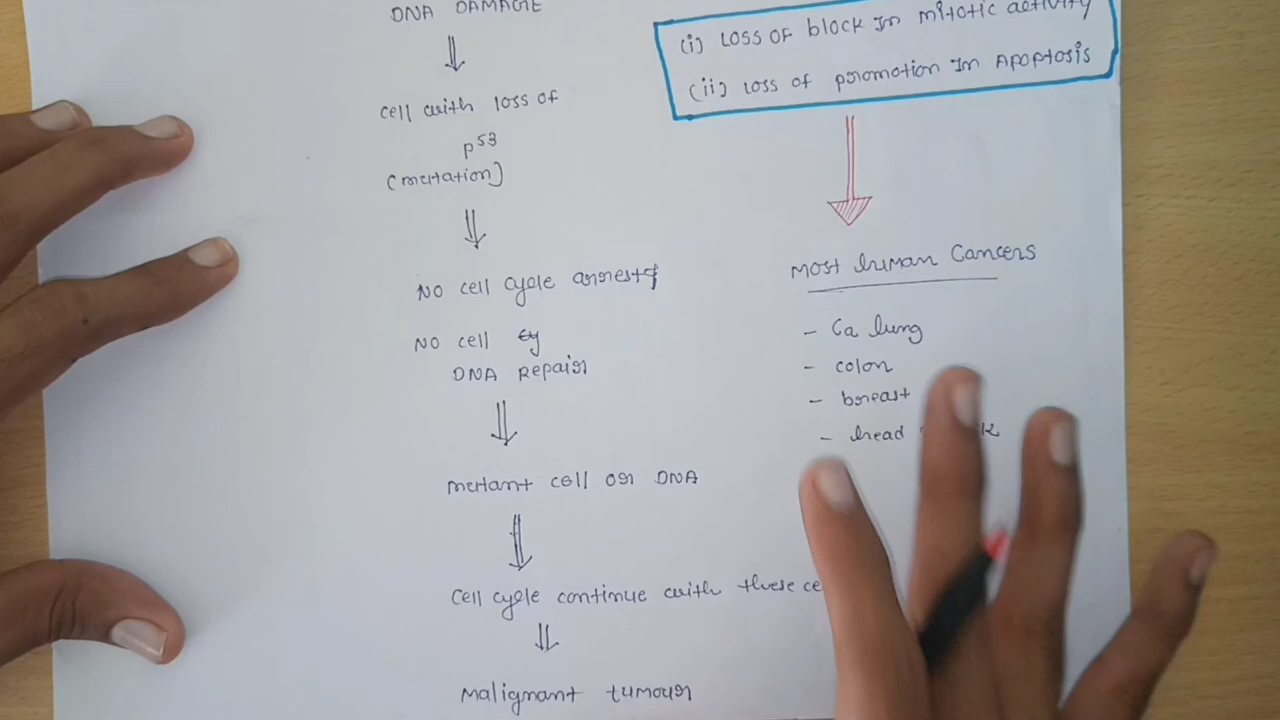 DNA DAMAGE
cell with loss of
p53
(mutation)
NO cell cycle arrest
NO cell
DNA Repair
mutant cell or DNA
Cell cycle continue with these
Malignant tumour
(i) LOSS OF block In mitotic activity
(ii) Loss of promotion In Apoptosis
Most human Cancers
- Ca lung
- colon
- breast
- head